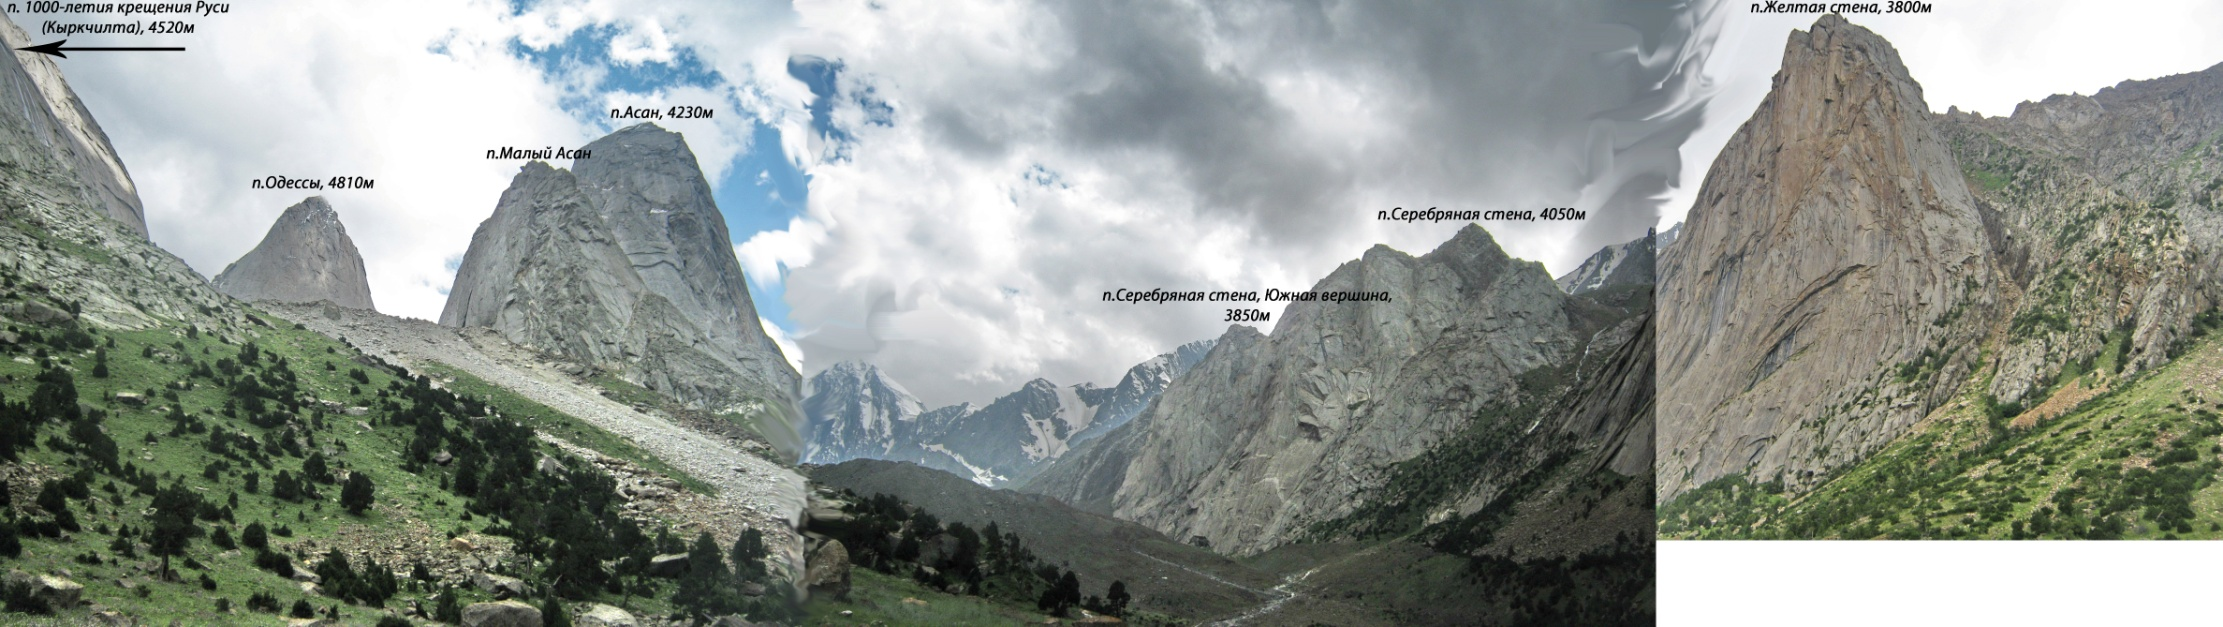 п. 1000-летия крещения Руси
(Кыркчилта), 4520м
п.Одессы, 4810м
п.Малый Асан
п.Асан, 4230м
п.Серебряная стена, Южная вершина,
3850м
п.Серебряная стена, 4050м
п.Желтая стена, 3800м